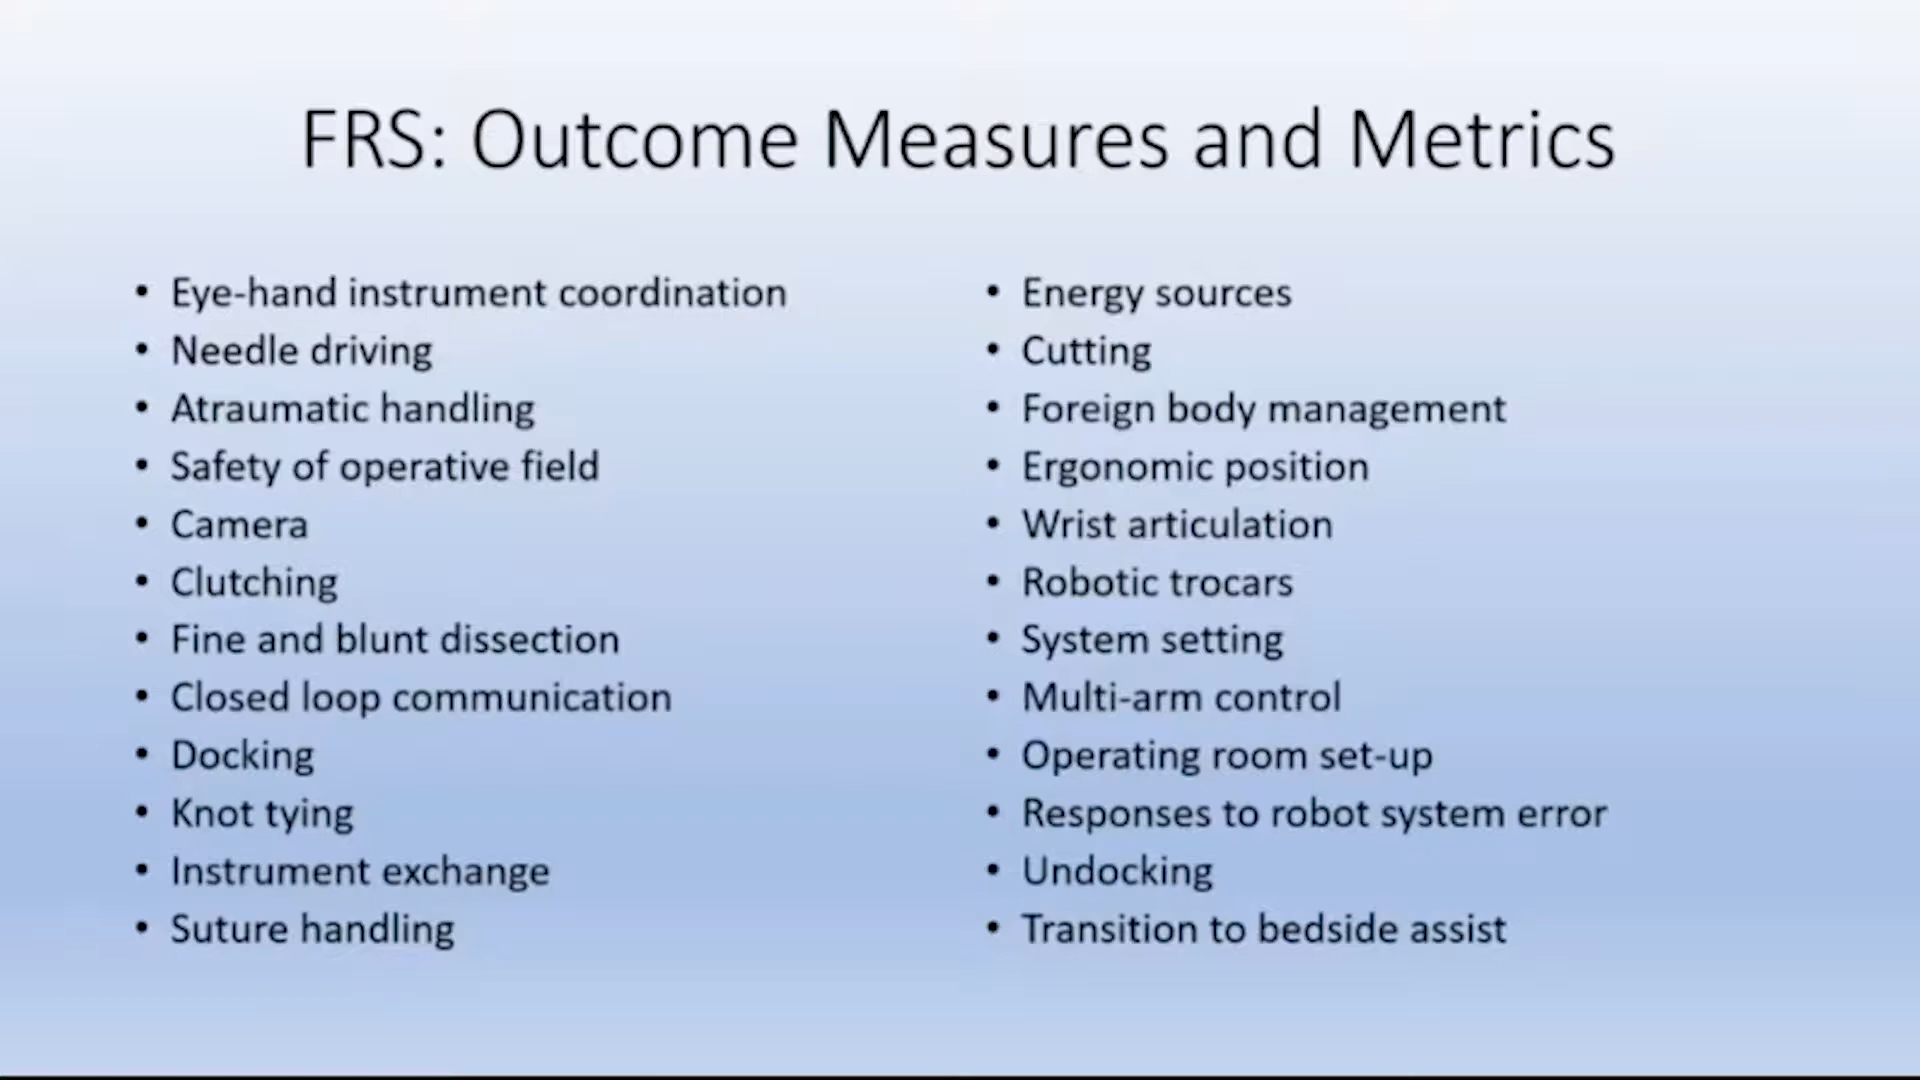 FRS: Outcome Measures and Metrics
• Eye-hand instrument coordination
• Needle driving
• Atraumatic handling
• Safety of operative field
• Camera
• Clutching
• Fine and blunt dissection
• Closed loop communication
• Docking
• Knot tying
• Instrument exchange
• Suture handling
• Energy sources
• Cutting
• Foreign body management
• Ergonomic position
• Wrist articulation
• Robotic trocars
• System setting
• Multi-arm control
• Operating room set-up
• Responses to robot system error
• Undocking
• Transition to bedside assist